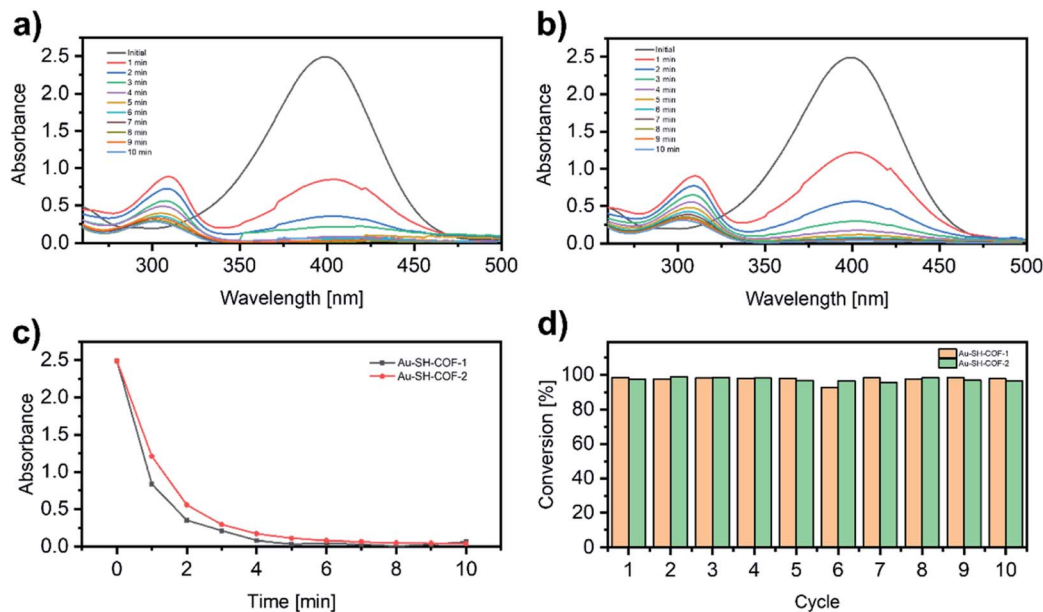 a)
Absorbance
2.5
2.0
1.5
1.0
0.5
0.0
Initial
1 min
2 min
3 min
4 min
5 min
6 min
7 min
8 min
9 min
10 min
300 350 400 450 500
Wavelength [nm]
b)
Absorbance
2.5
2.0
1.5
1.0
0.5
0.0
Initial
1 min
2 min
3 min
4 min
5 min
6 min
7 min
8 min
9 min
10 min
300 350 400 450 500
Wavelength [nm]
c)
Absorbance
2.5
2.0
1.5
1.0
0.5
0.0
Au-SH-COF-1
Au-SH-COF-2
0 2 4 6 8 10
Time [min]
d)
Conversion [%]
100
80
60
40
20
0
Au-SH-COF-1
Au-SH-COF-2
1 2 3 4 5 6 7 8 9 10
Cycle